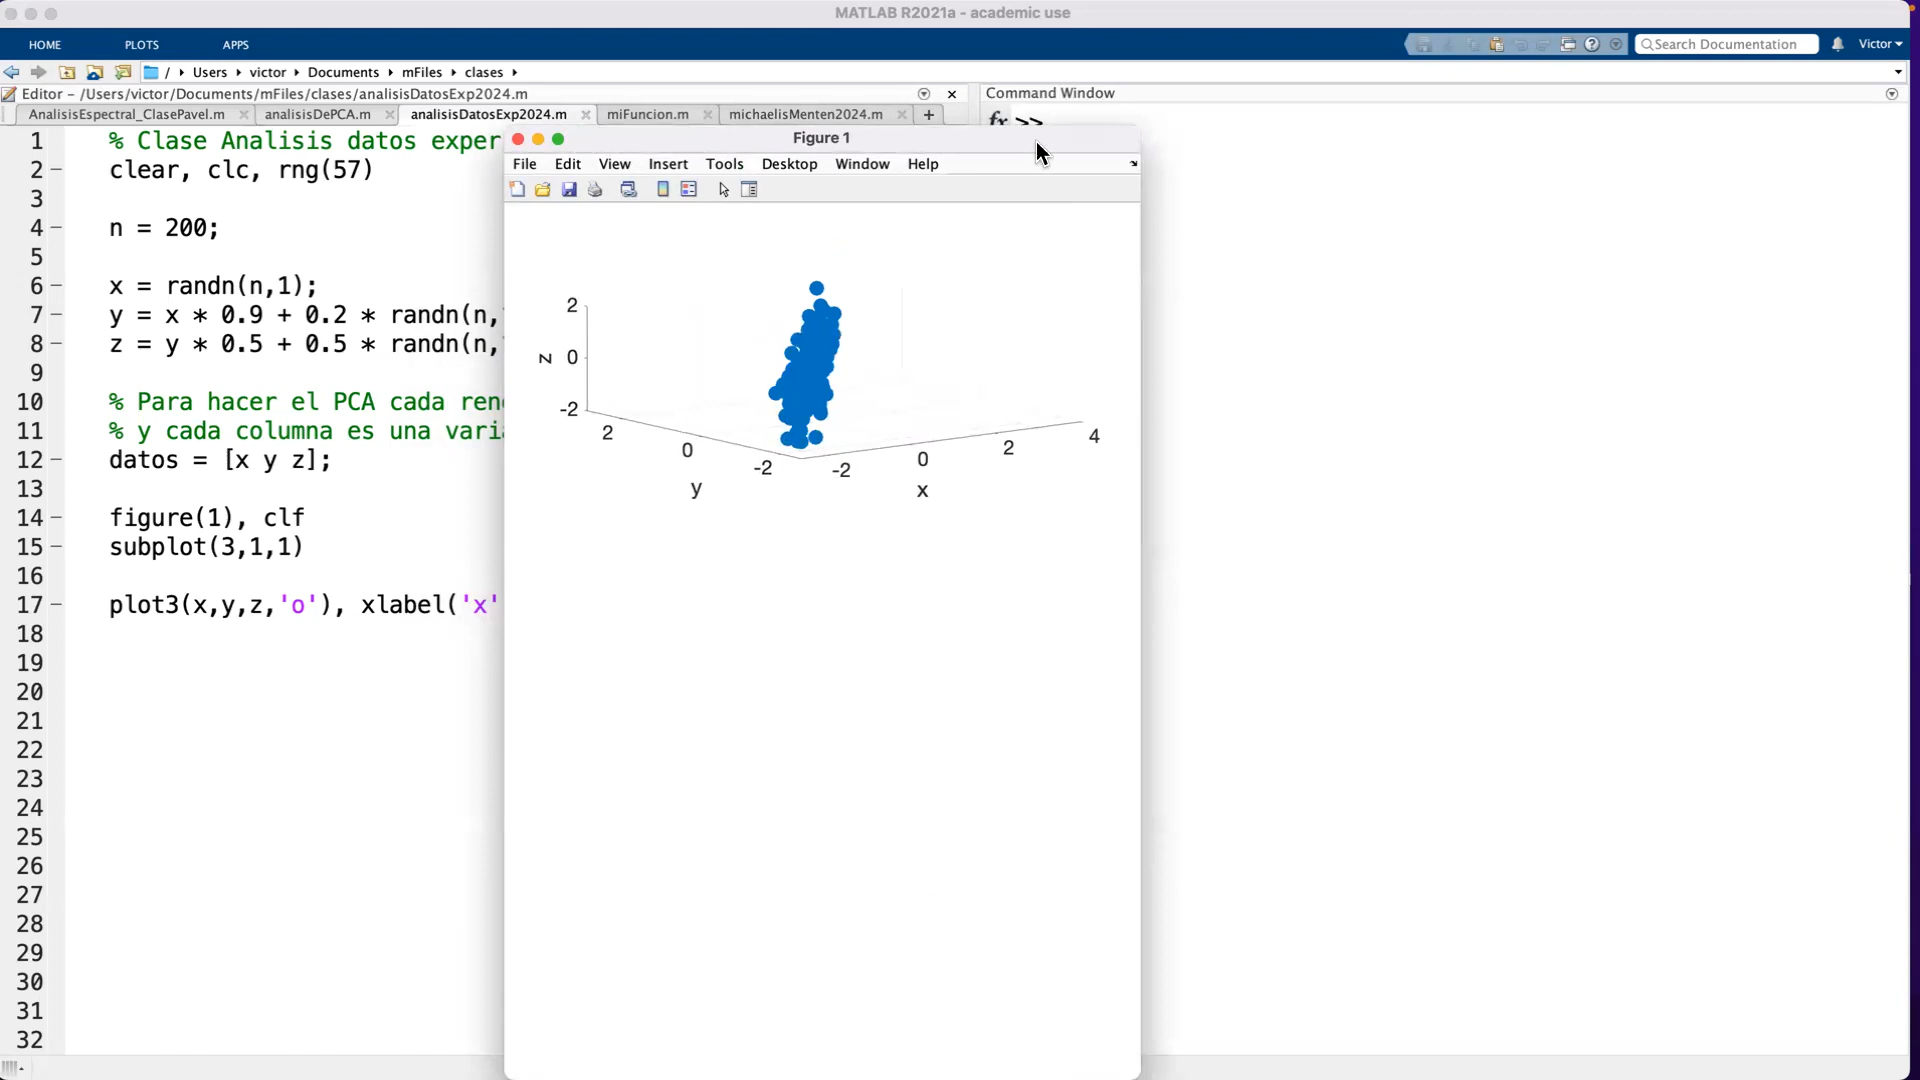 MATLAB R2021a - academic use
HOME PLOTS APPS
Search Documentation Victor
/ Users victor Documents mFiles clases
Editor – /Users/victor/Documents/mFiles/clases/analisisDatosExp2024.m
Command Window
AnalisisEspectral_ClasePavel.m analisisDePCA.m analisisDatosExp2024.m miFuncion.m michaelisMenten2024.m +
fx >>
1 % Clase Analisis datos exper
2 – clear, clc, rng(57)
3
4 – n = 200;
5
6 – x = randn(n,1);
7 – y = x * 0.9 + 0.2 * randn(n,
8 – z = y * 0.5 + 0.5 * randn(n,
9
10 % Para hacer el PCA cada ren
11 % y cada columna es una vari
12 – datos = [x y z];
13
14 – figure(1), clf
15 – subplot(3,1,1)
16
17 – plot3(x,y,z,'o'), xlabel('x'
18
19
20
21
22
23
24
25
26
27
28
29
30
31
32
Figure 1
File Edit View Insert Tools Desktop Window Help
2
z 0
-2
2 0 -2
y
-2 0 2 4
x